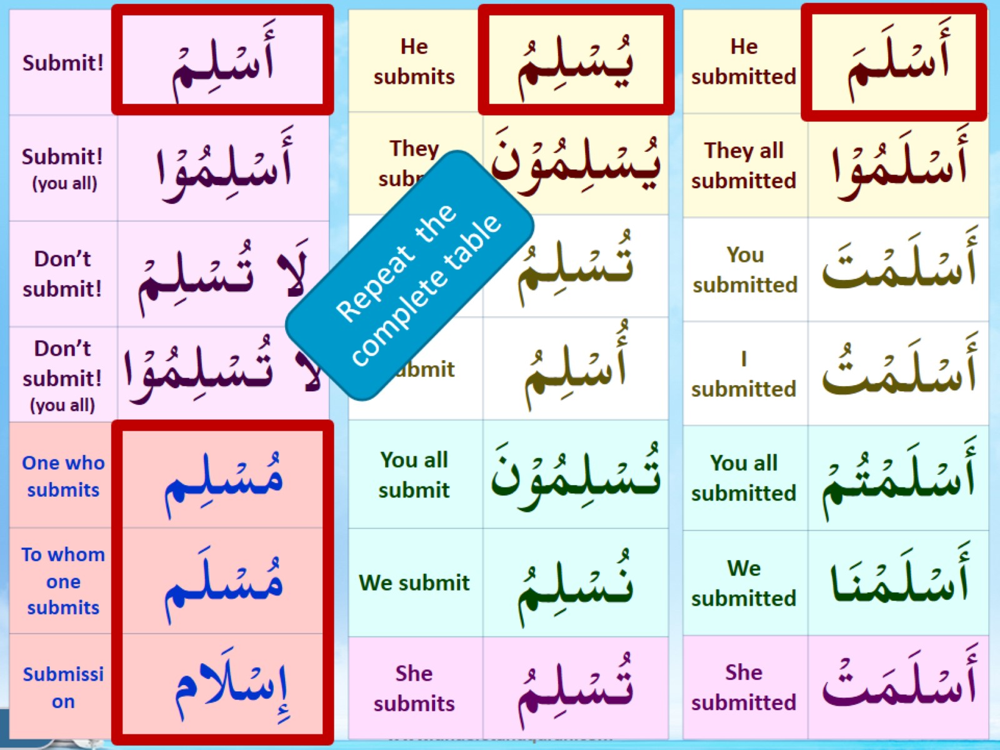 Submit!
أَسْلِمْ
He
submits
يُسْلِمُ
He
submitted
أَسْلَمَ
Submit!
(you all)
أَسْلِمُوْا
They
يُسْلِمُوْنَ
They all
submitted
أَسْلَمُوْا
Don't
submit!
لَا تُسْلِمْ
تُسْلِمُ
You
submitted
أَسْلَمْتَ
Don't
submit!
(you all)
لَا تُسْلِمُوْا
أُسْلِمُ
I
submitted
أَسْلَمْتُ
Repeat the
complete table
One who
submits
مُسْلِم
You all
submit
تُسْلِمُوْنَ
You all
submitted
أَسْلَمْتُمْ
To whom
one
submits
مُسْلَم
We submit
نُسْلِمُ
We
submitted
أَسْلَمْنَا
Submissi
on
إِسْلَام
She
submits
تُسْلِمُ
She
submitted
أَسْلَمَتْ